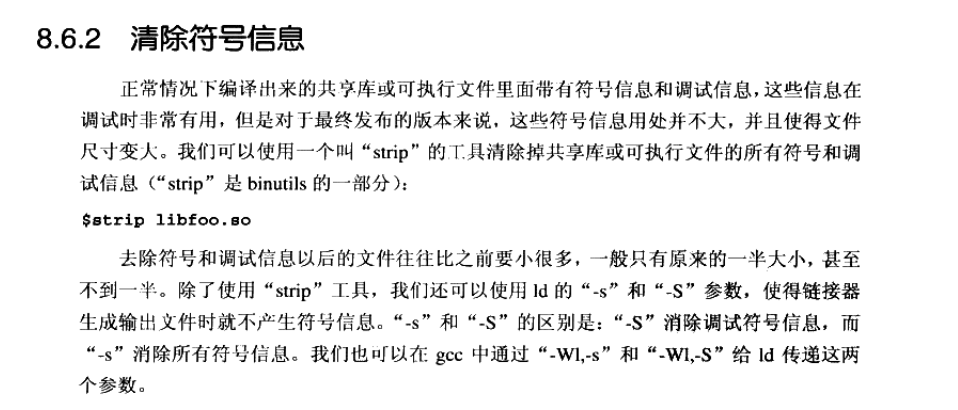 8.6.2 清除符号信息
正常情况下编译出来的共享库或可执行文件里面带有符号信息和调试信息，这些信息在
调试时非常有用，但是对于最终发布的版本来说，这些符号信息用处并不大，并且使得文件
尺寸变大。我们可以使用一个叫“strip”的工具清除掉共享库或可执行文件的所有符号和调
试信息（“strip”是 binutils 的一部分）：
$strip libfoo.so
去除符号和调试信息以后的文件往往比之前要小很多，一般只有原来的一半大小，甚至
不到一半。除了使用“strip”工具，我们还可以使用 ld 的“-s”和“-S”参数，使得链接器
生成输出文件时就不产生符号信息。“-s”和“-S”的区别是：“-S”消除调试符号信息，而
“-s”消除所有符号信息。我们也可以在 gcc 中通过“-Wl,-s”和“-Wl,-S”给 ld 传递这两
个参数。